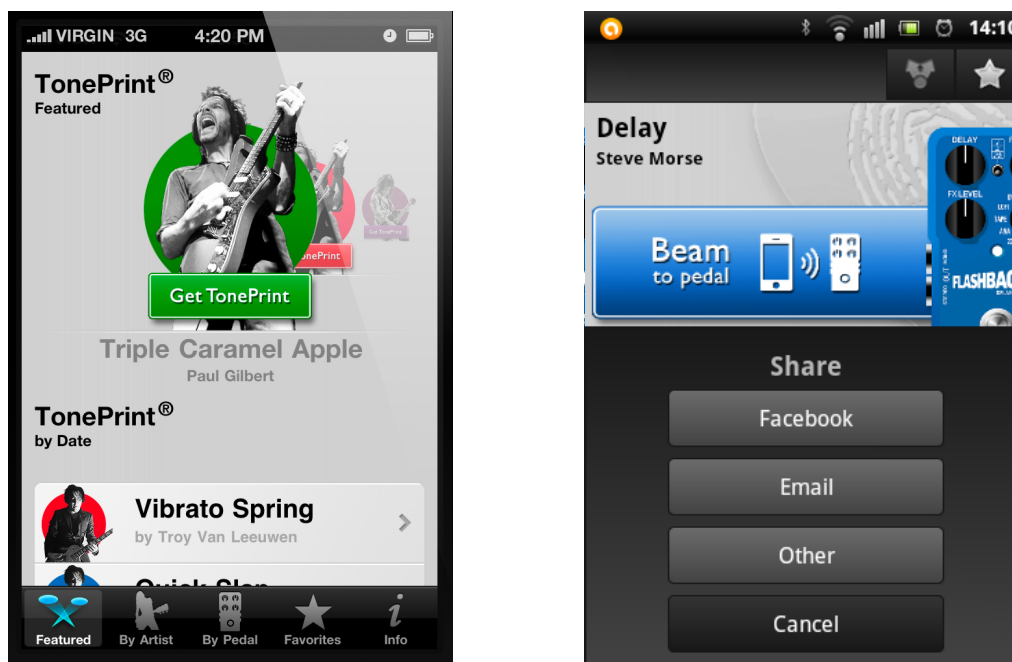 VIRGIN 3G 4:20 PM
TonePrint®
Featured
Get TonePrint
Triple Caramel Apple
Paul Gilbert
TonePrint®
by Date
Vibrato Spring
by Troy Van Leeuwen
Featured
By Artist
By Pedal
Favorites
Info
14:10
Delay
Steve Morse
DELAY
FX LEVEL
Beam
to pedal
Share
Facebook
Email
Other
Cancel